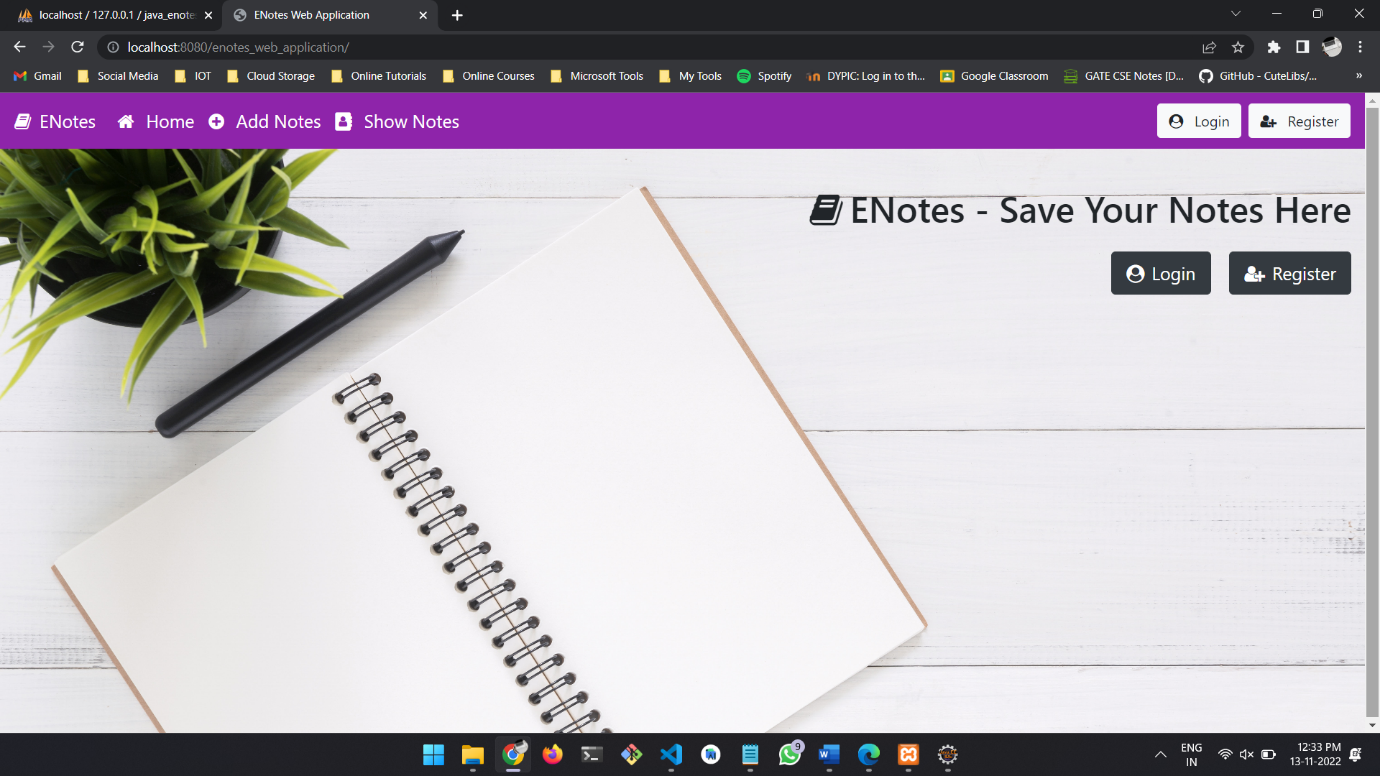 localhost / 127.0.0.1 / java_enote
ENotes Web Application
localhost:8080/enotes_web_application/
Gmail
Social Media
IOT
Cloud Storage
Online Tutorials
Online Courses
Microsoft Tools
My Tools
Spotify
DYPIC: Log in to th...
Google Classroom
GATE CSE Notes [D...
GitHub - CuteLibs/...
»
ENotes
Home
Add Notes
Show Notes
Login
Register
ENotes - Save Your Notes Here
Login
Register
9
ENG
IN
12:33 PM
13-11-2022